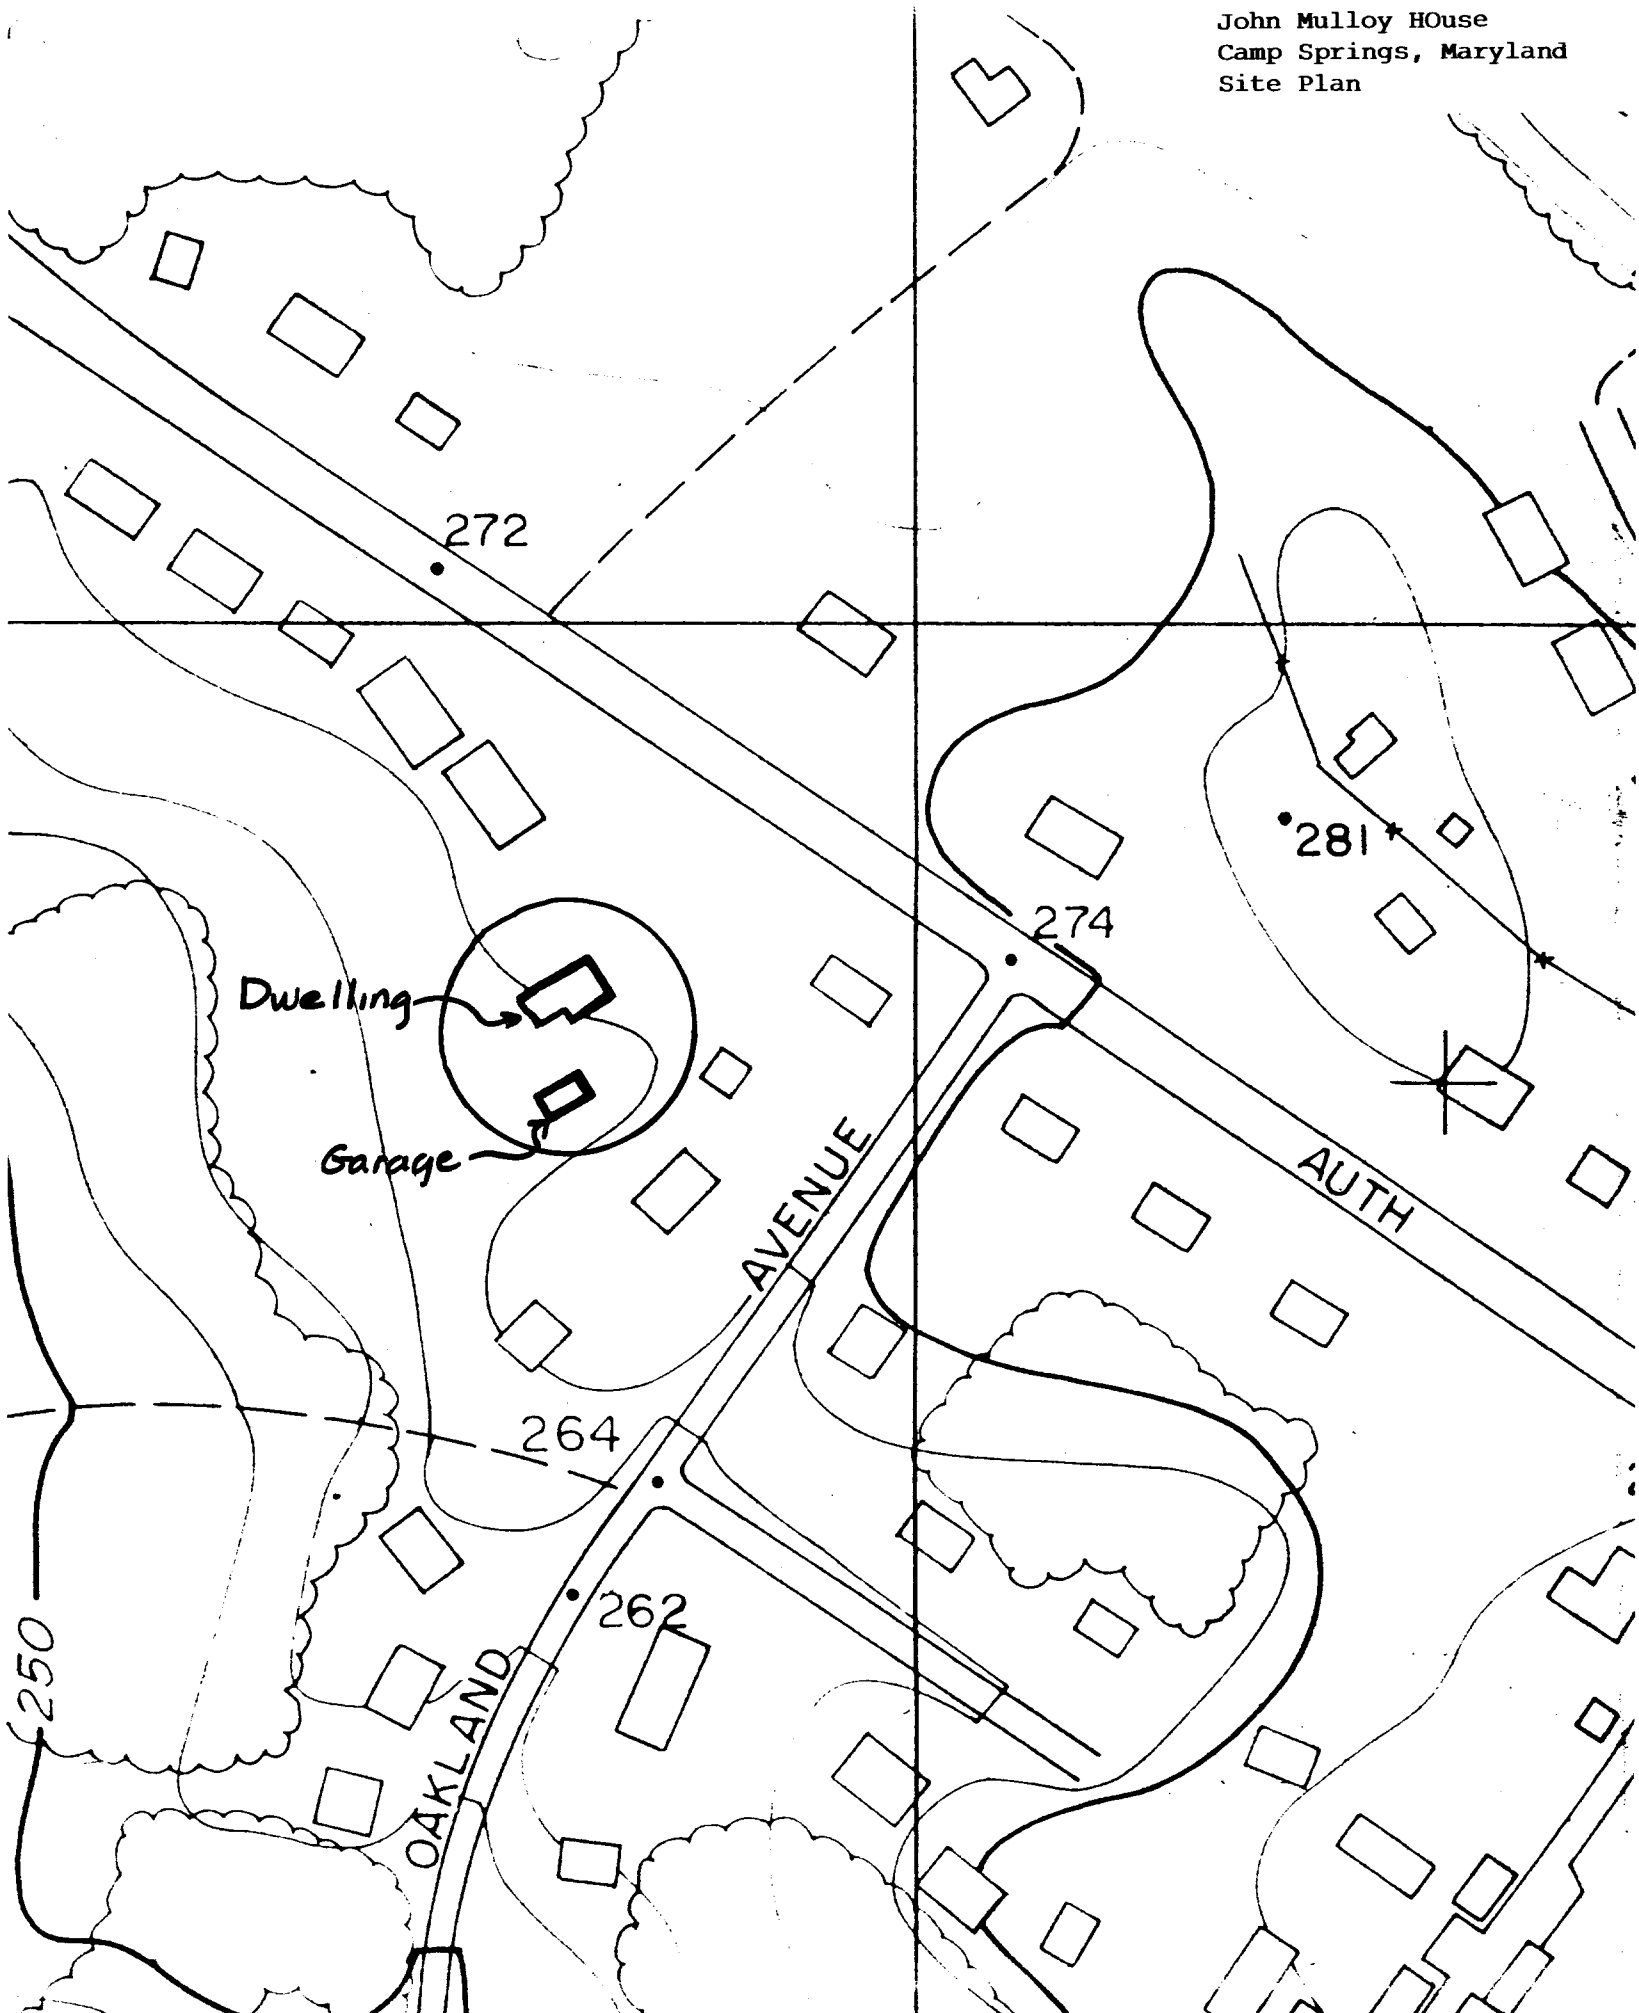 John Mulloy HOuse
Camp Springs, Maryland
Site Plan
272
281
274
Dwelling
Garage
AVENUE
AUTH
264
262
250
OAKLAND